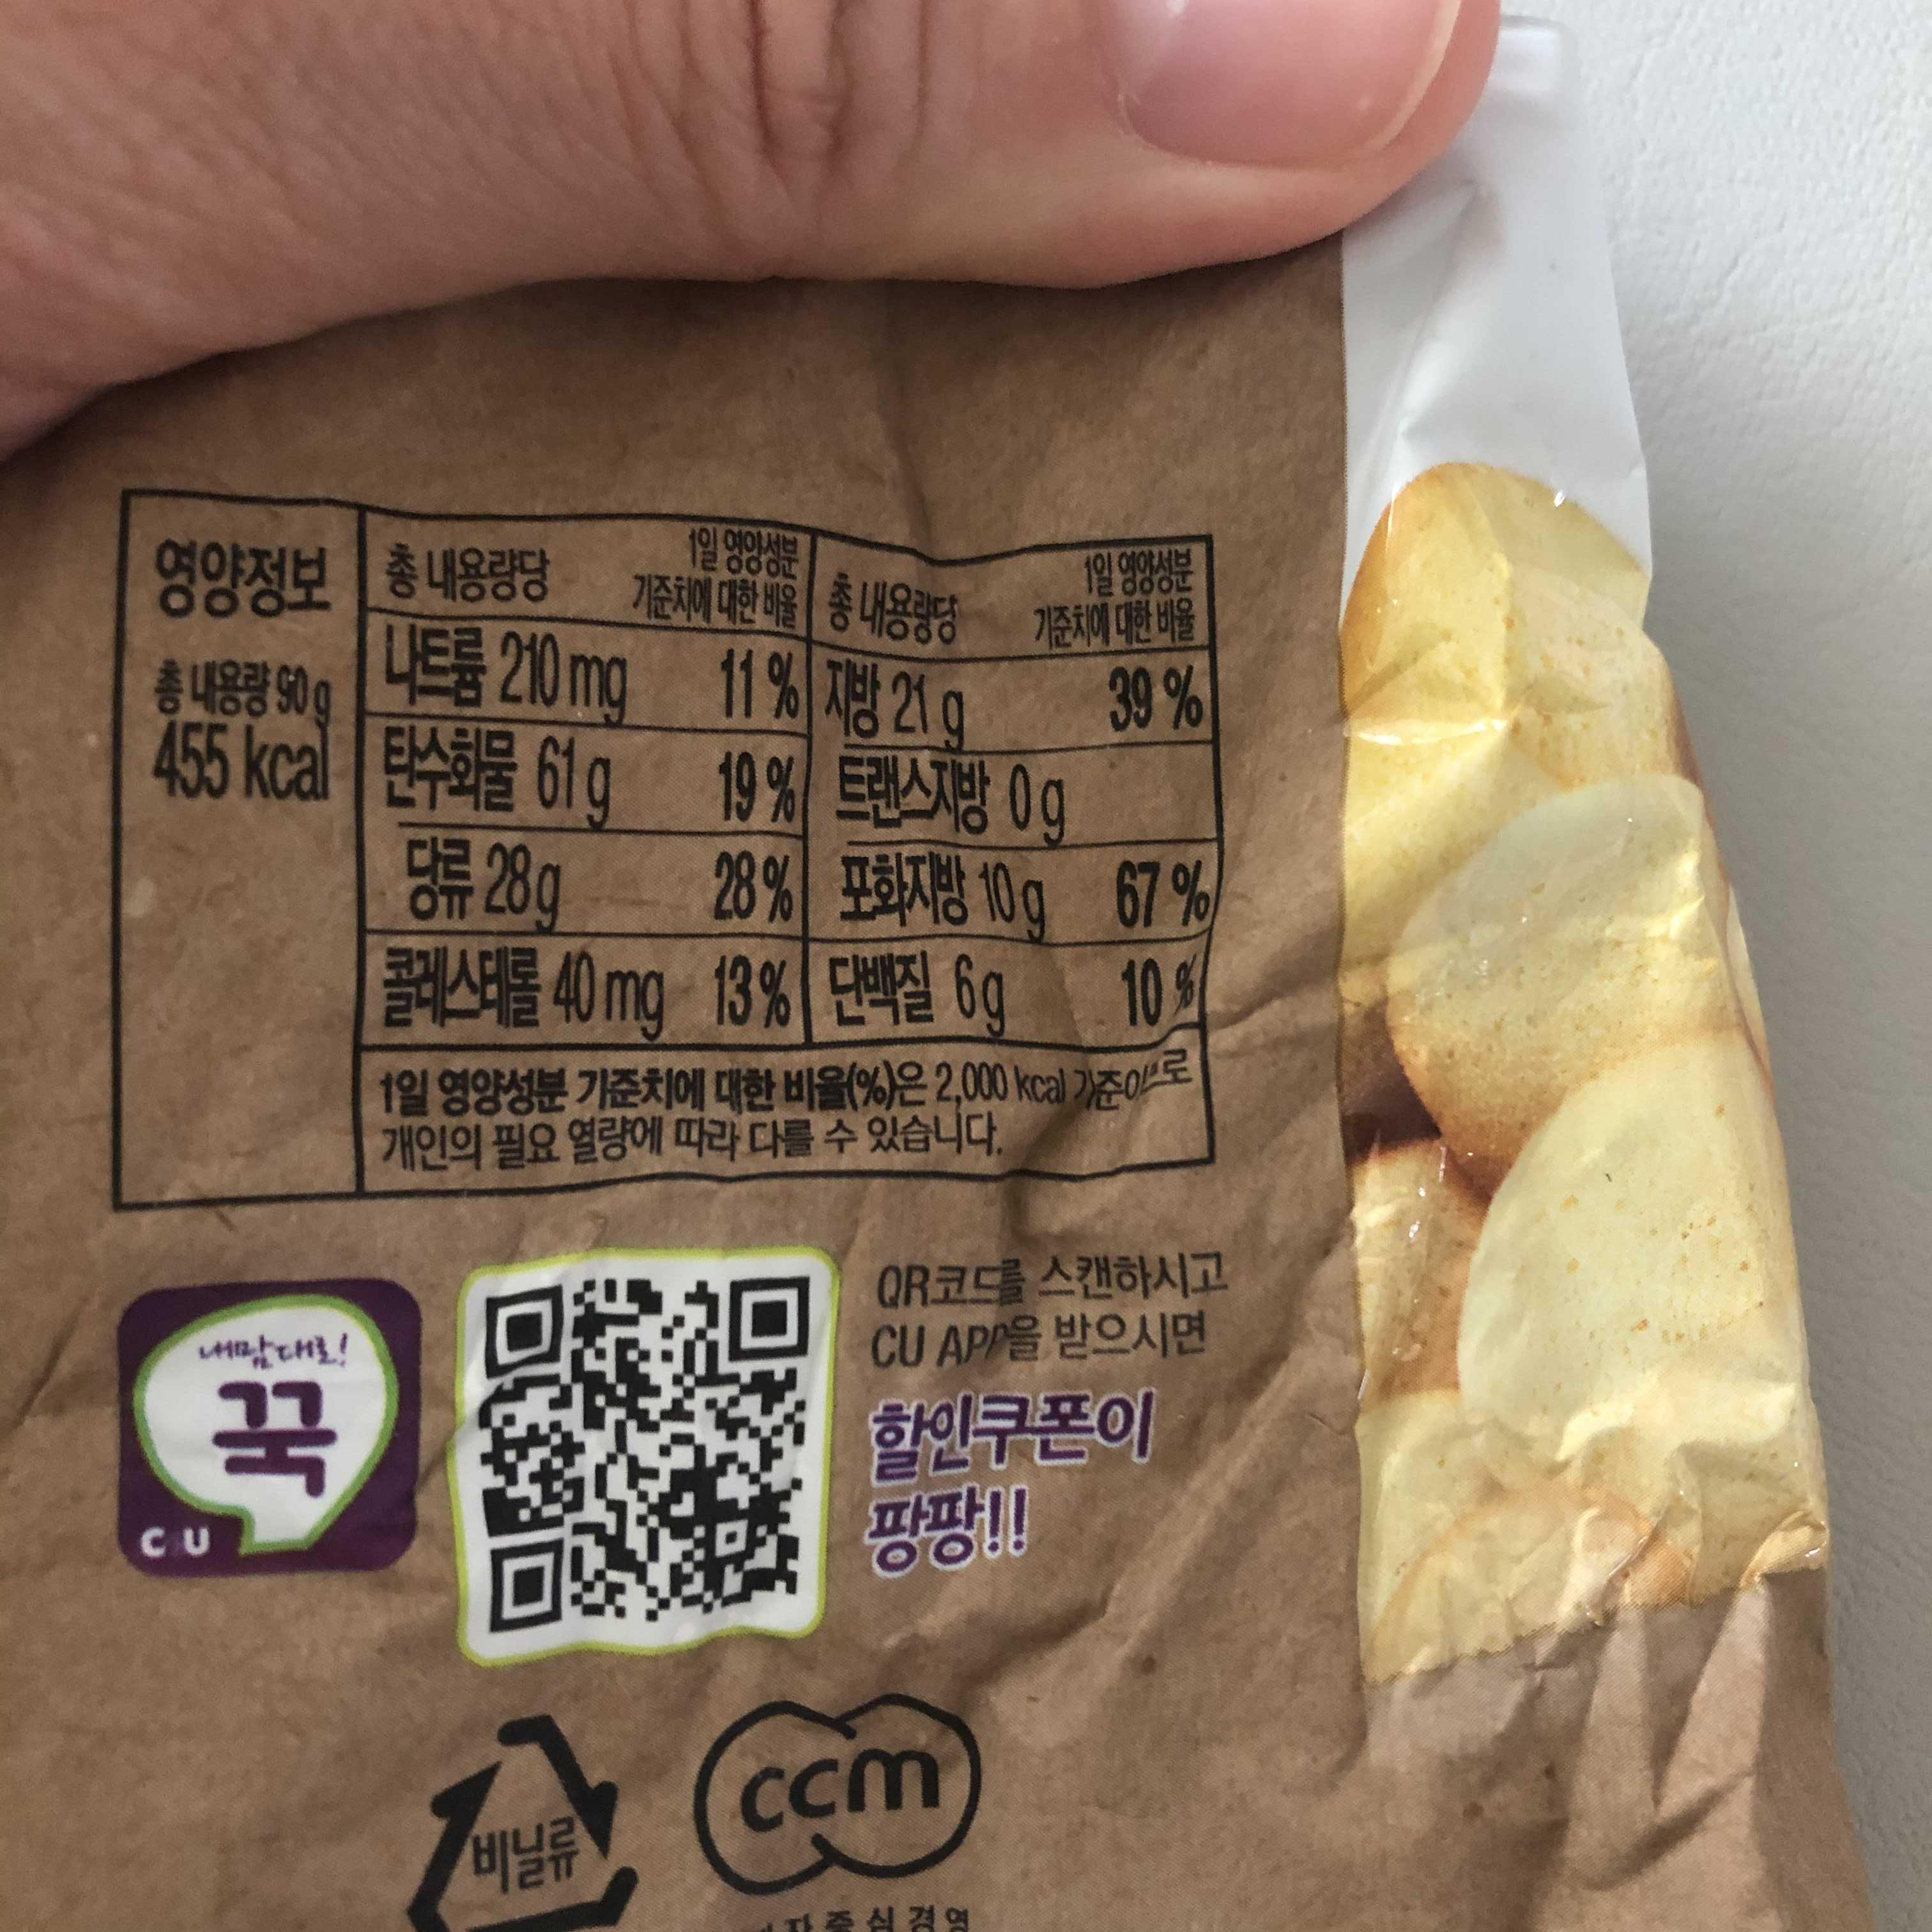 영양정보
총 내용량 90 g
455 kcal
총 내용량당 1일 영양성분
기준치에 대한 비율
나트륨 210 mg 11 %
탄수화물 61 g 19 %
당류 28 g 28 %
콜레스테롤 40 mg 13 %
총 내용량당 1일 영양성분
기준치에 대한 비율
지방 21 g 39 %
트랜스지방 0 g
포화지방 10 g 67 %
단백질 6 g 10 %
1일 영양성분 기준치에 대한 비율(%)은 2,000 kcal 기준이므로
개인의 필요 열량에 따라 다를 수 있습니다.
내맘대로!
꾹
CU
QR코드를 스캔하시고
CU APP을 받으시면
할인쿠폰이
팡팡!!
비닐류
ccm